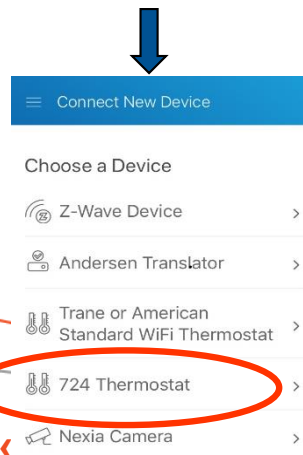 Connect New Device
Choose a Device
Z-Wave Device
Andersen Translator
Trane or American
Standard WiFi Thermostat
724 Thermostat
Nexia Camera